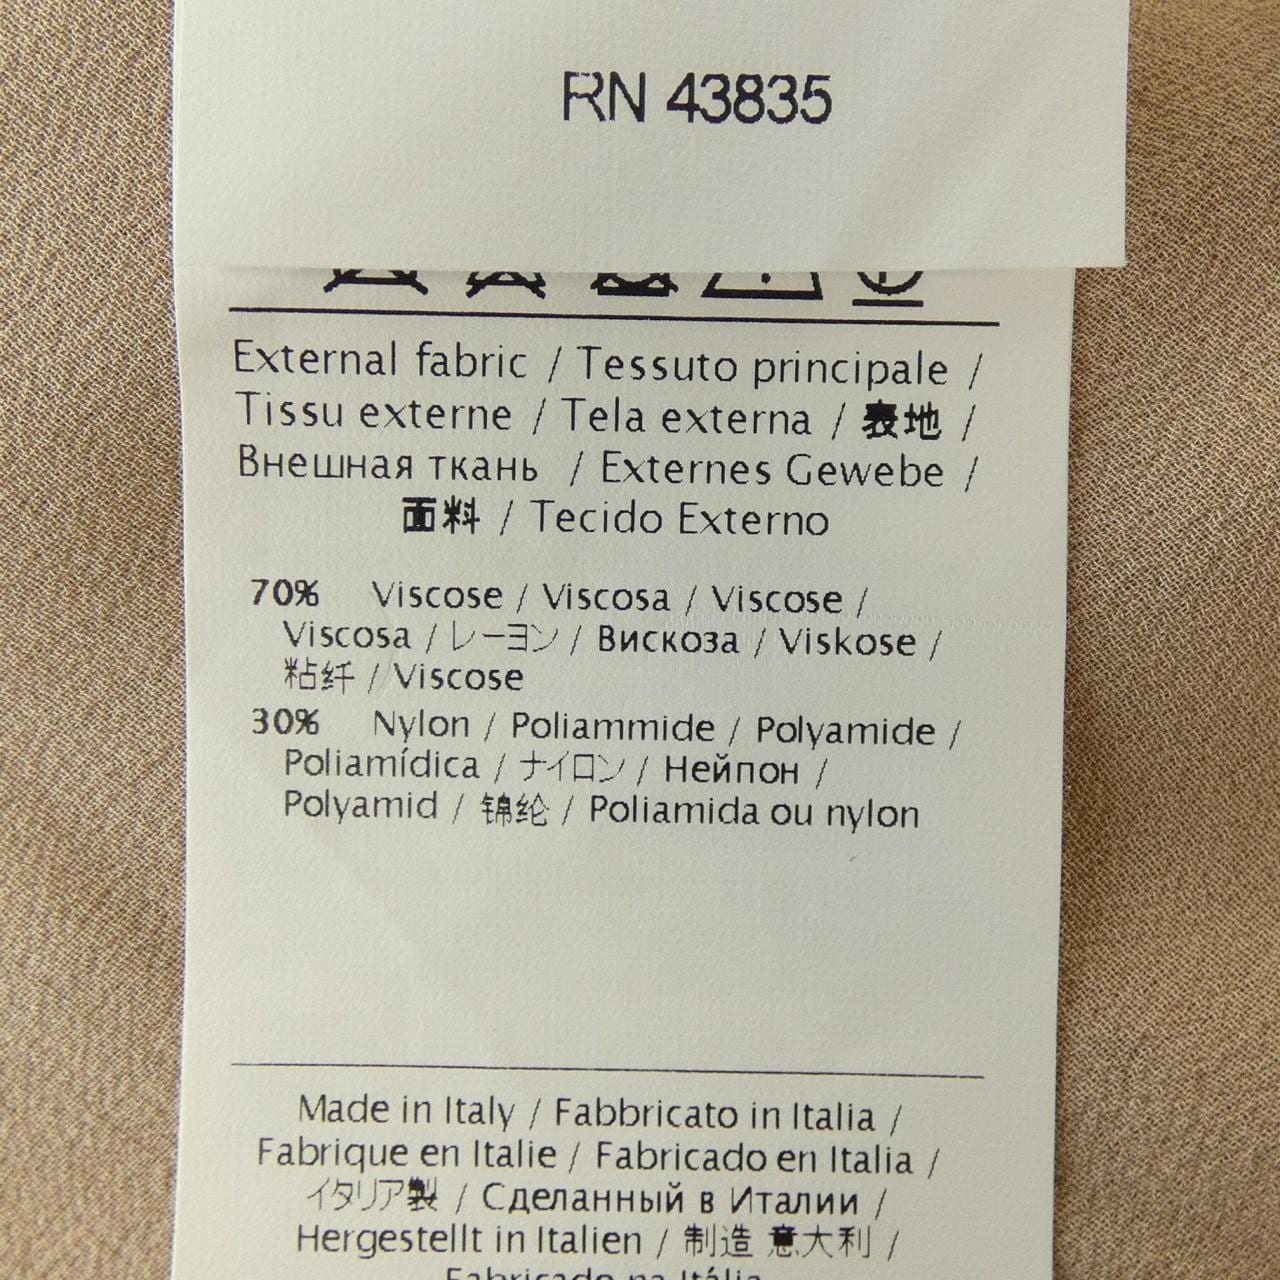 RN 43835
External fabric / Tessuto principale /
Tissu externe / Tela externa / 表地 /
Внешная ткань / Externes Gewebe /
面料 / Tecido Externo
70% Viscose / Viscosa / Viscose /
Viscosa / レーヨン / Вискоза / Viskose /
粘纤 / Viscose
30% Nylon / Poliammide / Polyamide /
Poliamídica / ナイロン / Нейпон /
Polyamid / 锦纶 / Poliamida ou nylon
Made in Italy / Fabbricato in Italia /
Fabrique en Italie / Fabricado en Italia /
イタリア製 / Сделанный в Италии /
Hergestellt in Italien / 制造 意大利 /
Fabricado na Itália